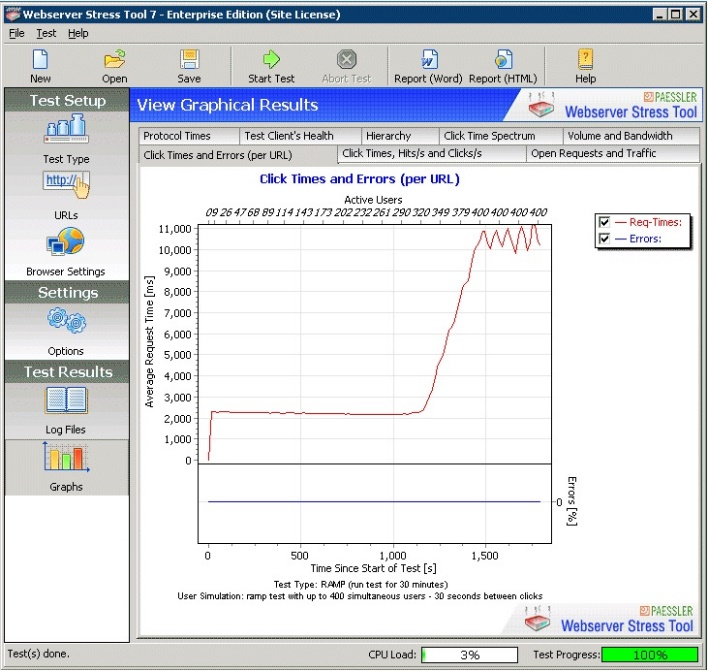 Webserver Stress Tool 7 - Enterprise Edition (Site License)
File Test Help
New Open Save Start Test Abort Test Report (Word) Report (HTML) Help
Test Setup
Test Type
http://
URLs
Browser Settings
Settings
Options
Test Results
Log Files
Graphs
View Graphical Results
PAESSLER
Webserver Stress Tool
Protocol Times Test Client's Health Hierarchy Click Time Spectrum Volume and Bandwidth
Click Times and Errors (per URL) Click Times, Hits/s and Clicks/s Open Requests and Traffic
Click Times and Errors (per URL)
Active Users
09 26 47 68 89 114 143 173 202 232 261 290 320 349 379 400 400 400 400
Req-Times:
Errors:
11,000
10,000
9,000
8,000
7,000
6,000
5,000
4,000
3,000
2,000
1,000
0
Average Request Time [ms]
0
Errors [%]
0 500 1,000 1,500
Time Since Start of Test [s]
Test Type: RAMP (run test for 30 minutes)
User Simulation: ramp test with up to 400 simultaneous users - 30 seconds between clicks
PAESSLER
Webserver Stress Tool
Test(s) done. CPU Load: 3% Test Progress: 100%